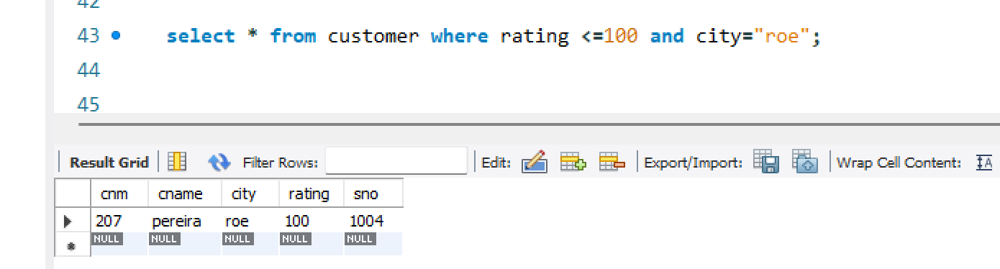 42
43 select * from customer where rating <=100 and city="roe";
44
45
Result Grid Filter Rows: Edit: Export/Import: Wrap Cell Content: IA
cnm cname city rating sno
207 pereira roe 100 1004
NULL NULL NULL NULL NULL